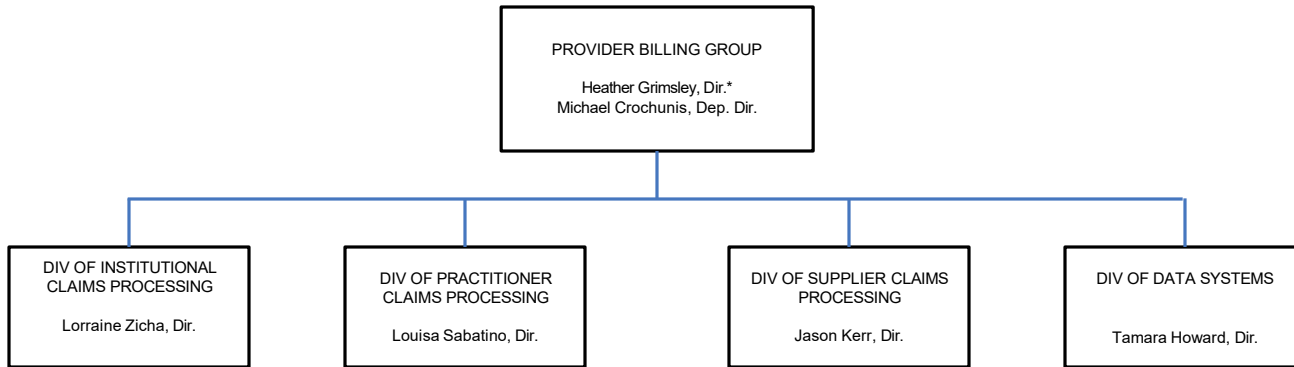 PROVIDER BILLING GROUP
Heather Grimsley, Dir.*
Michael Crochunis, Dep. Dir.
DIV OF INSTITUTIONAL
CLAIMS PROCESSING
Lorraine Zicha, Dir.
DIV OF PRACTITIONER
CLAIMS PROCESSING
Louisa Sabatino, Dir.
DIV OF SUPPLIER CLAIMS
PROCESSING
Jason Kerr, Dir.
DIV OF DATA SYSTEMS
Tamara Howard, Dir.